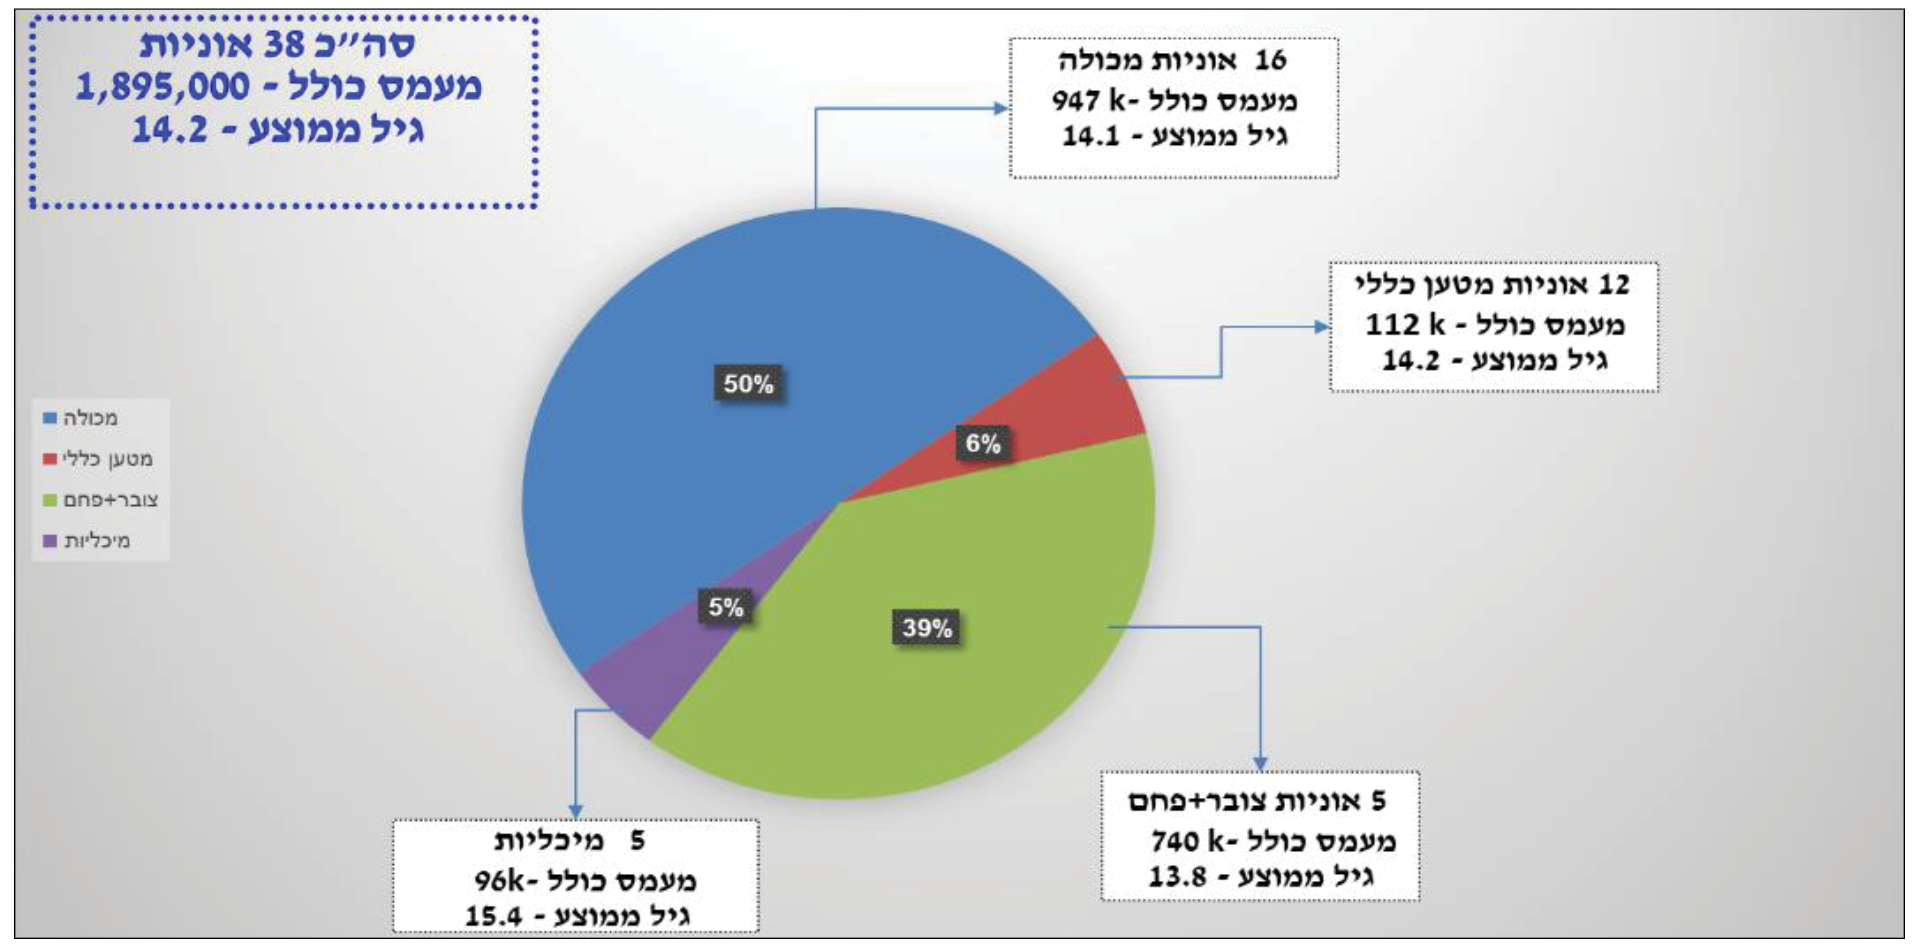 סה״כ 38 אוניות
מעמס כולל - 1,895,000
גיל ממוצע - 14.2
16 אוניות מכולה
מעמס כולל -947 k
גיל ממוצע - 14.1
12 אוניות מטען כללי
מעמס כולל - 112 k
גיל ממוצע - 14.2
50%
6%
39%
5%
מכולה
מטען כללי
צובר+פחם
מיכליות
5 אוניות צובר+פחם
מעמס כולל -740 k
גיל ממוצע - 13.8
5 מיכליות
מעמס כולל -96k
גיל ממוצע - 15.4